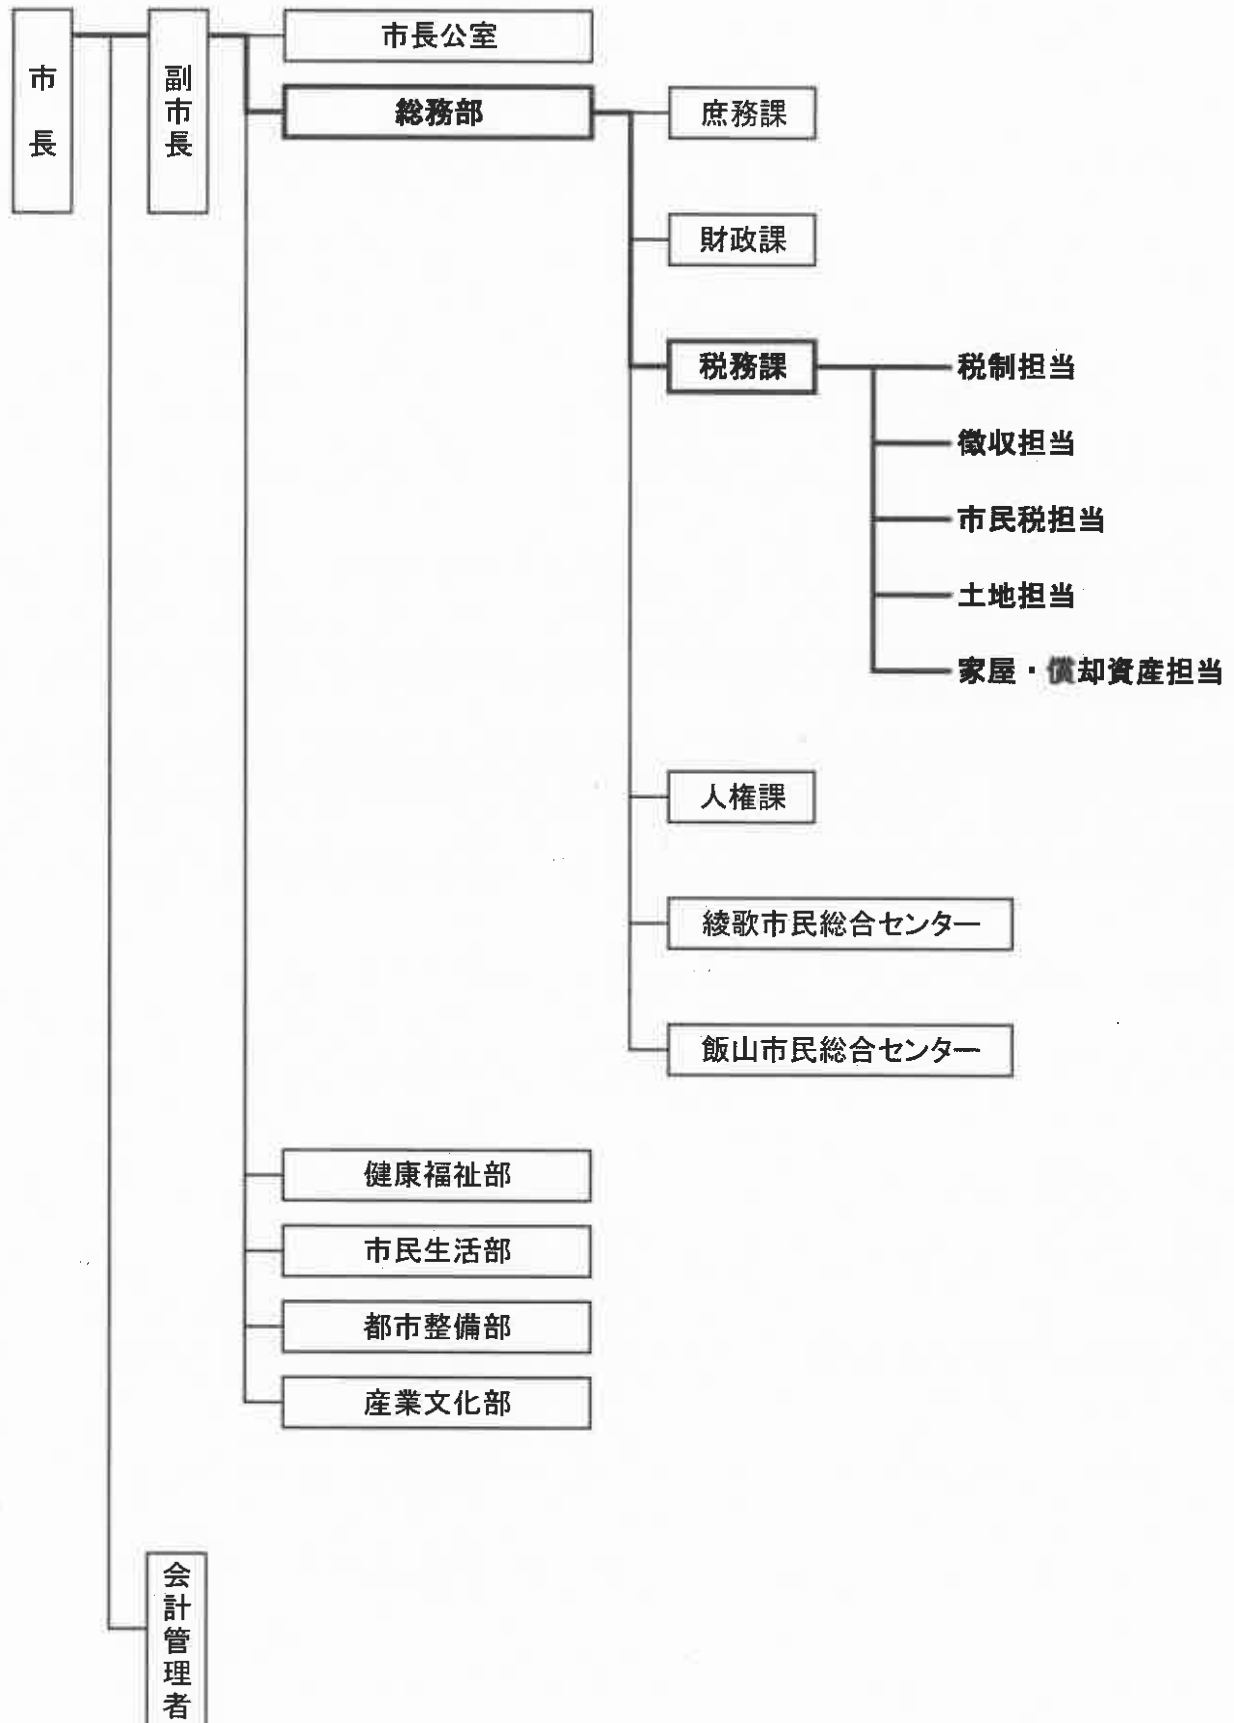 市長
副市長
市長公室
総務部
庶務課
財政課
税務課
税制担当
徴収担当
市民税担当
土地担当
家屋・償却資産担当
人権課
綾歌市民総合センター
飯山市民総合センター
健康福祉部
市民生活部
都市整備部
産業文化部
会計管理者